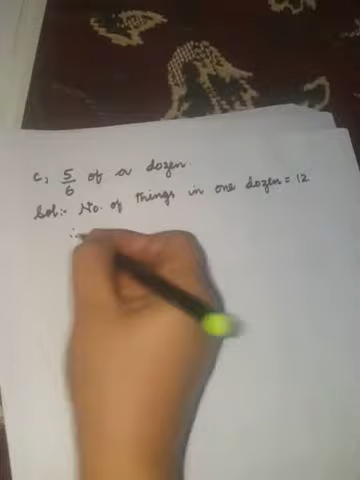 C, 5/6 of a dozen.
Sol:- No. of things in one dozen = 12
∴